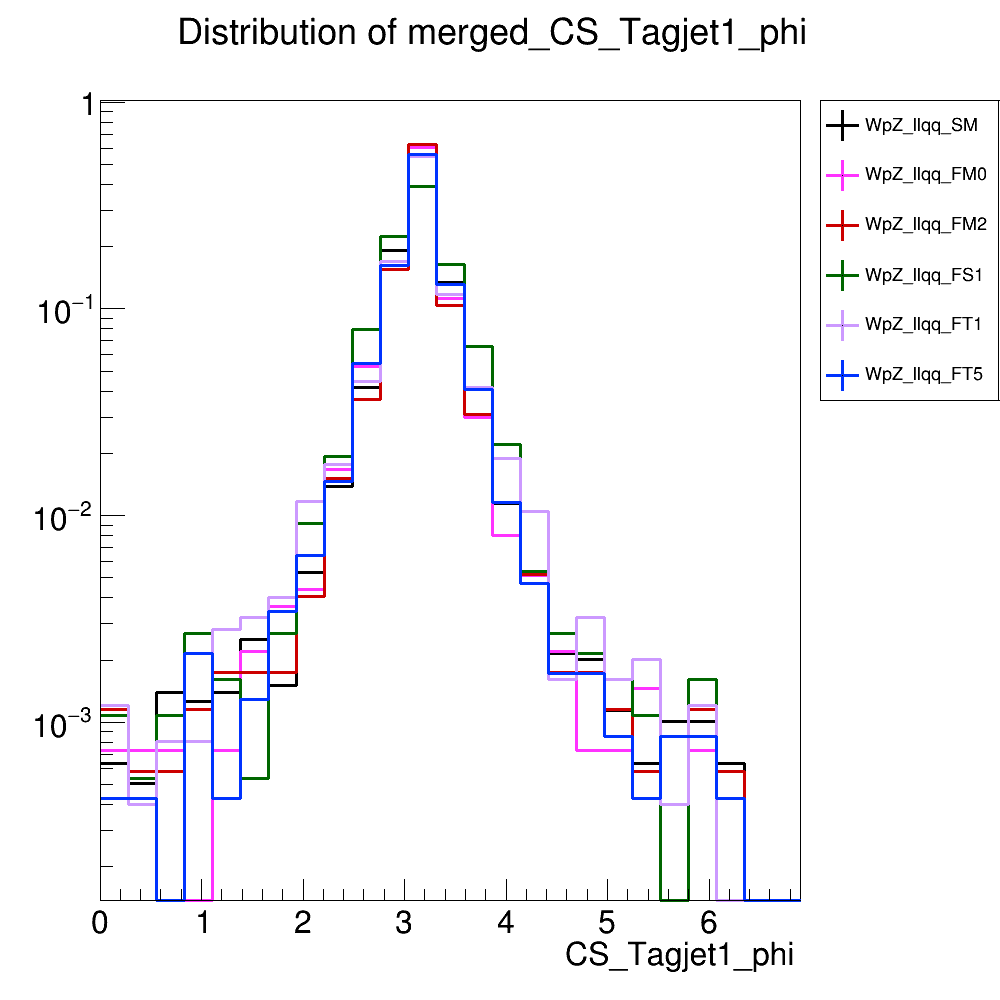 Distribution of merged_CS_Tagjet1_phi
1
10−1
10−2
10−3
0 1 2 3 4 5 6
CS_Tagjet1_phi
WpZ_llqq_SM
WpZ_llqq_FM0
WpZ_llqq_FM2
WpZ_llqq_FS1
WpZ_llqq_FT1
WpZ_llqq_FT5